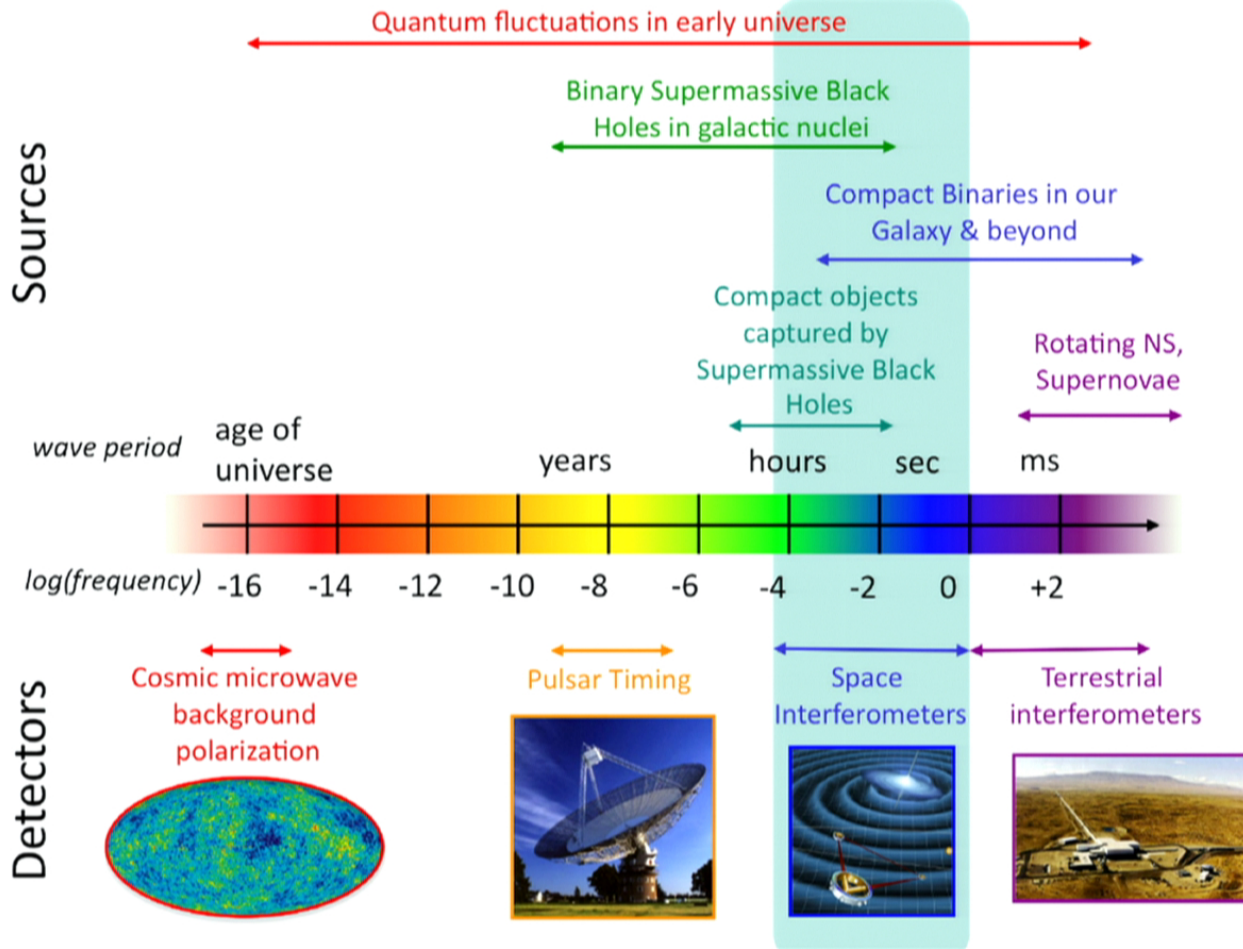 Quantum fluctuations in early universe
Binary Supermassive Black
Holes in galactic nuclei
Compact Binaries in our
Galaxy & beyond
Compact objects
captured by
Supermassive Black
Holes
Rotating NS,
Supernovae
Sources
wave period
age of
universe
years
hours
sec
ms
log(frequency)
-16
-14
-12
-10
-8
-6
-4
-2
0
+2
Detectors
Cosmic microwave
background
polarization
Pulsar Timing
Space
Interferometers
Terrestrial
interferometers